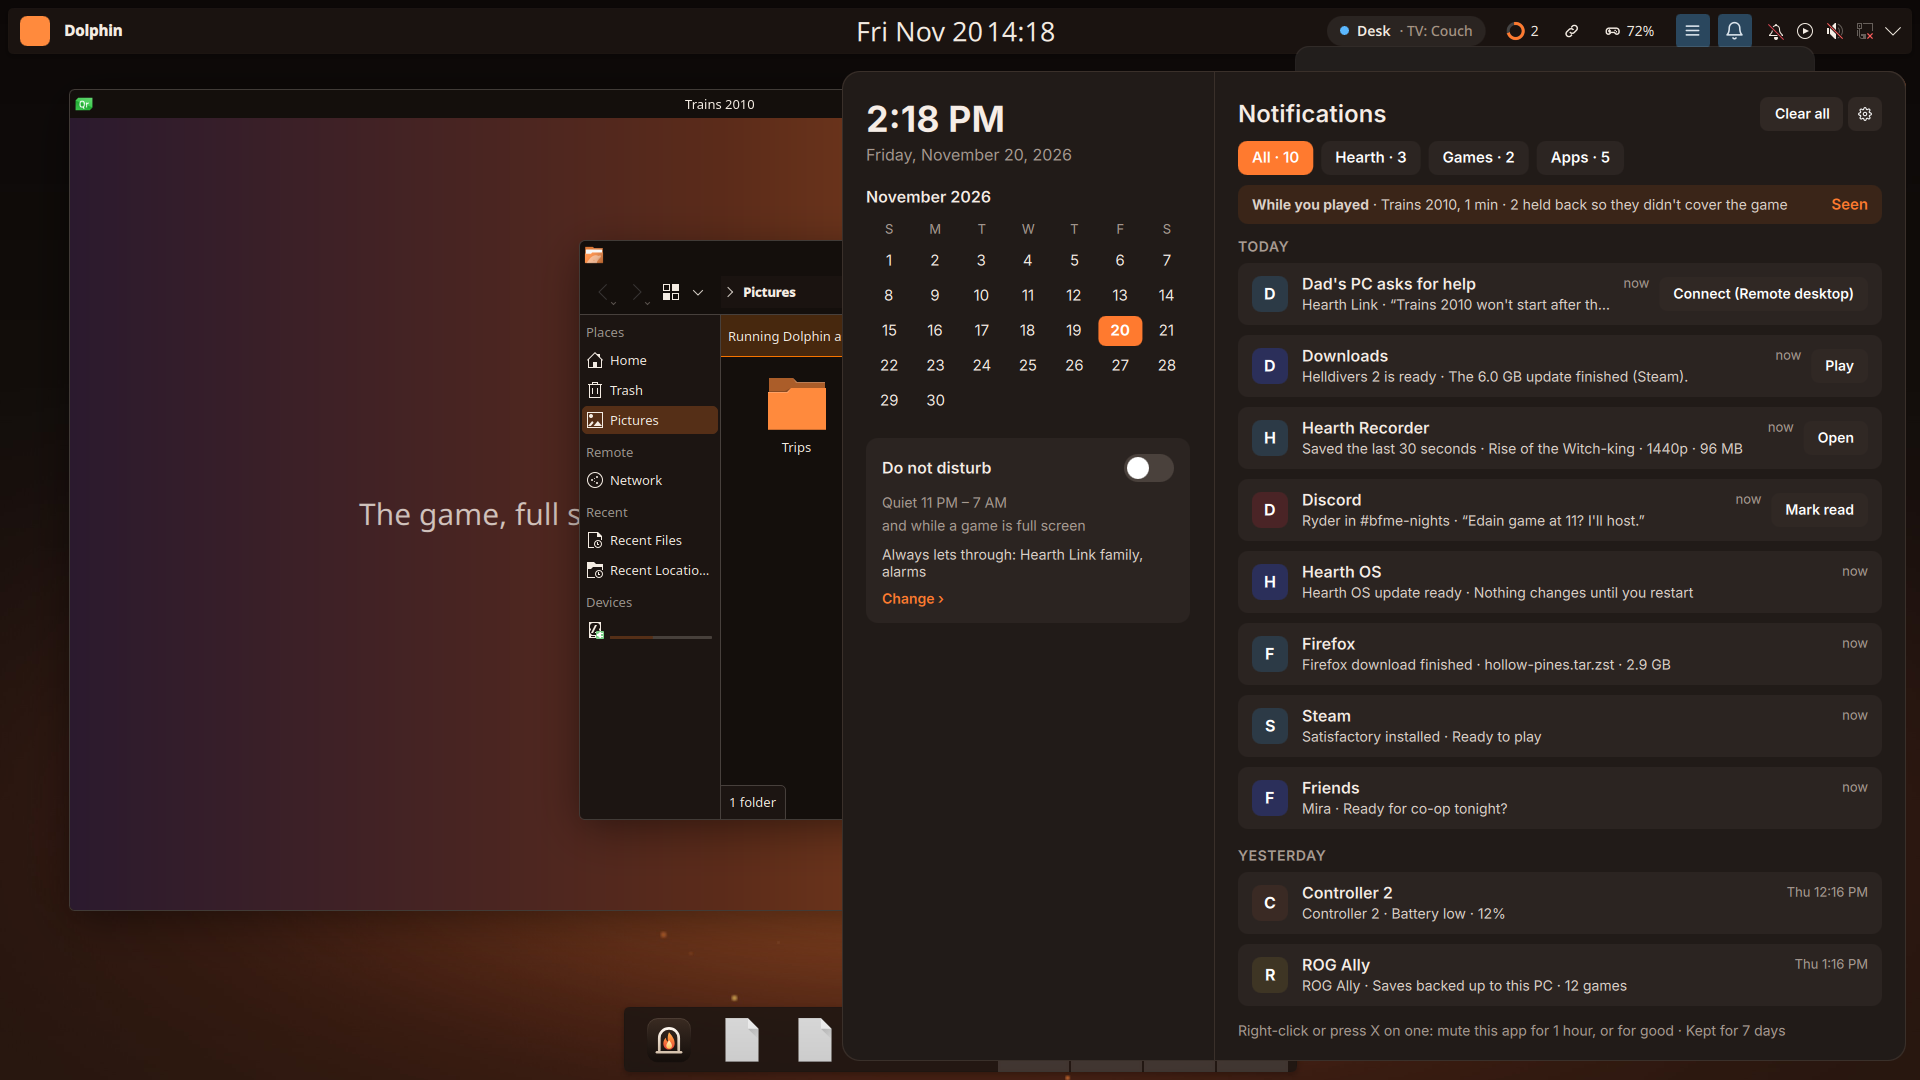 Dolphin
Fri Nov 20 14:18
Desk · TV: Couch
2
72%
Trains 2010
The game, full s
Pictures
Running Dolphin a
Places
Home
Trash
Pictures
Remote
Network
Recent
Recent Files
Recent Locatio...
Devices
Trips
1 folder
2:18 PM
Friday, November 20, 2026
November 2026
S M T W T F S
1 2 3 4 5 6 7
8 9 10 11 12 13 14
15 16 17 18 19 20 21
22 23 24 25 26 27 28
29 30
Do not disturb
Quiet 11 PM – 7 AM
and while a game is full screen
Always lets through: Hearth Link family,
alarms
Change ›
Notifications
Clear all
All · 10
Hearth · 3
Games · 2
Apps · 5
While you played · Trains 2010, 1 min · 2 held back so they didn't cover the game
Seen
TODAY
D
Dad's PC asks for help
now
Hearth Link · “Trains 2010 won't start after th...
Connect (Remote desktop)
D
Downloads
now
Helldivers 2 is ready · The 6.0 GB update finished (Steam).
Play
H
Hearth Recorder
now
Saved the last 30 seconds · Rise of the Witch-king · 1440p · 96 MB
Open
D
Discord
now
Ryder in #bfme-nights · “Edain game at 11? I'll host.”
Mark read
H
Hearth OS
now
Hearth OS update ready · Nothing changes until you restart
F
Firefox
now
Firefox download finished · hollow-pines.tar.zst · 2.9 GB
S
Steam
now
Satisfactory installed · Ready to play
F
Friends
now
Mira · Ready for co-op tonight?
YESTERDAY
C
Controller 2
Thu 12:16 PM
Controller 2 · Battery low · 12%
R
ROG Ally
Thu 1:16 PM
ROG Ally · Saves backed up to this PC · 12 games
Right-click or press X on one: mute this app for 1 hour, or for good · Kept for 7 days